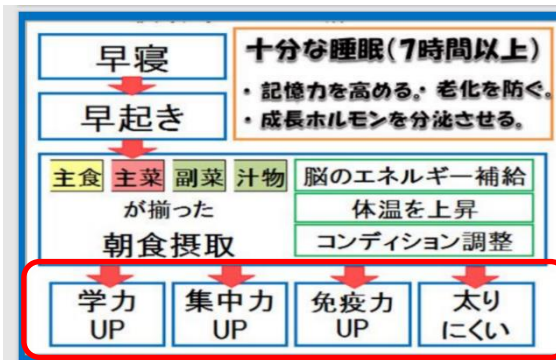 早寝
早起き
十分な睡眠(7時間以上)
・記憶力を高める。・老化を防ぐ。
・成長ホルモンを分泌させる。
主食 主菜 副菜 汁物
が揃った
朝食摂取
脳のエネルギー補給
体温を上昇
コンディション調整
学力
UP
集中力
UP
免疫力
UP
太り
にくい